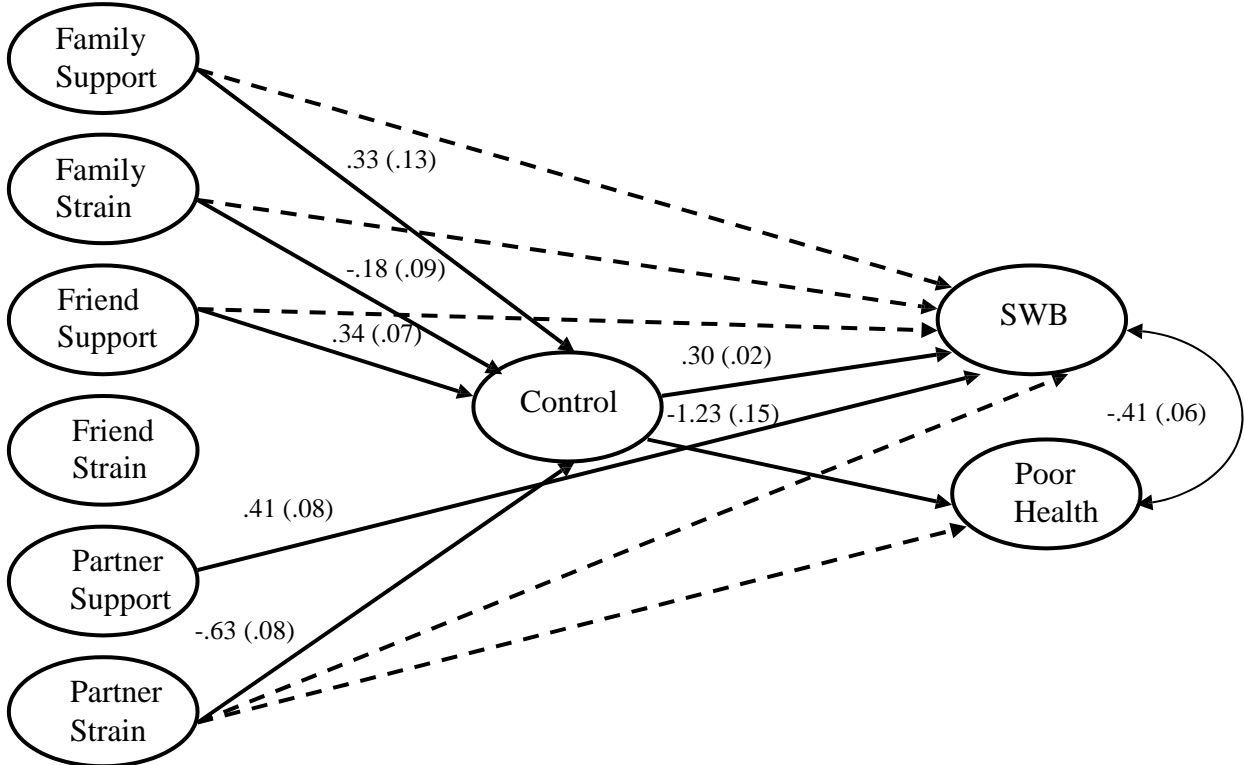 Family
Support
.33 (.13)
Family
Strain
-.18 (.09)
Friend
Support
.34 (.07)
SWB
.30 (.02)
Control
-1.23 (.15)
-.41 (.06)
Friend
Strain
Poor
Health
.41 (.08)
Partner
Support
-.63 (.08)
Partner
Strain